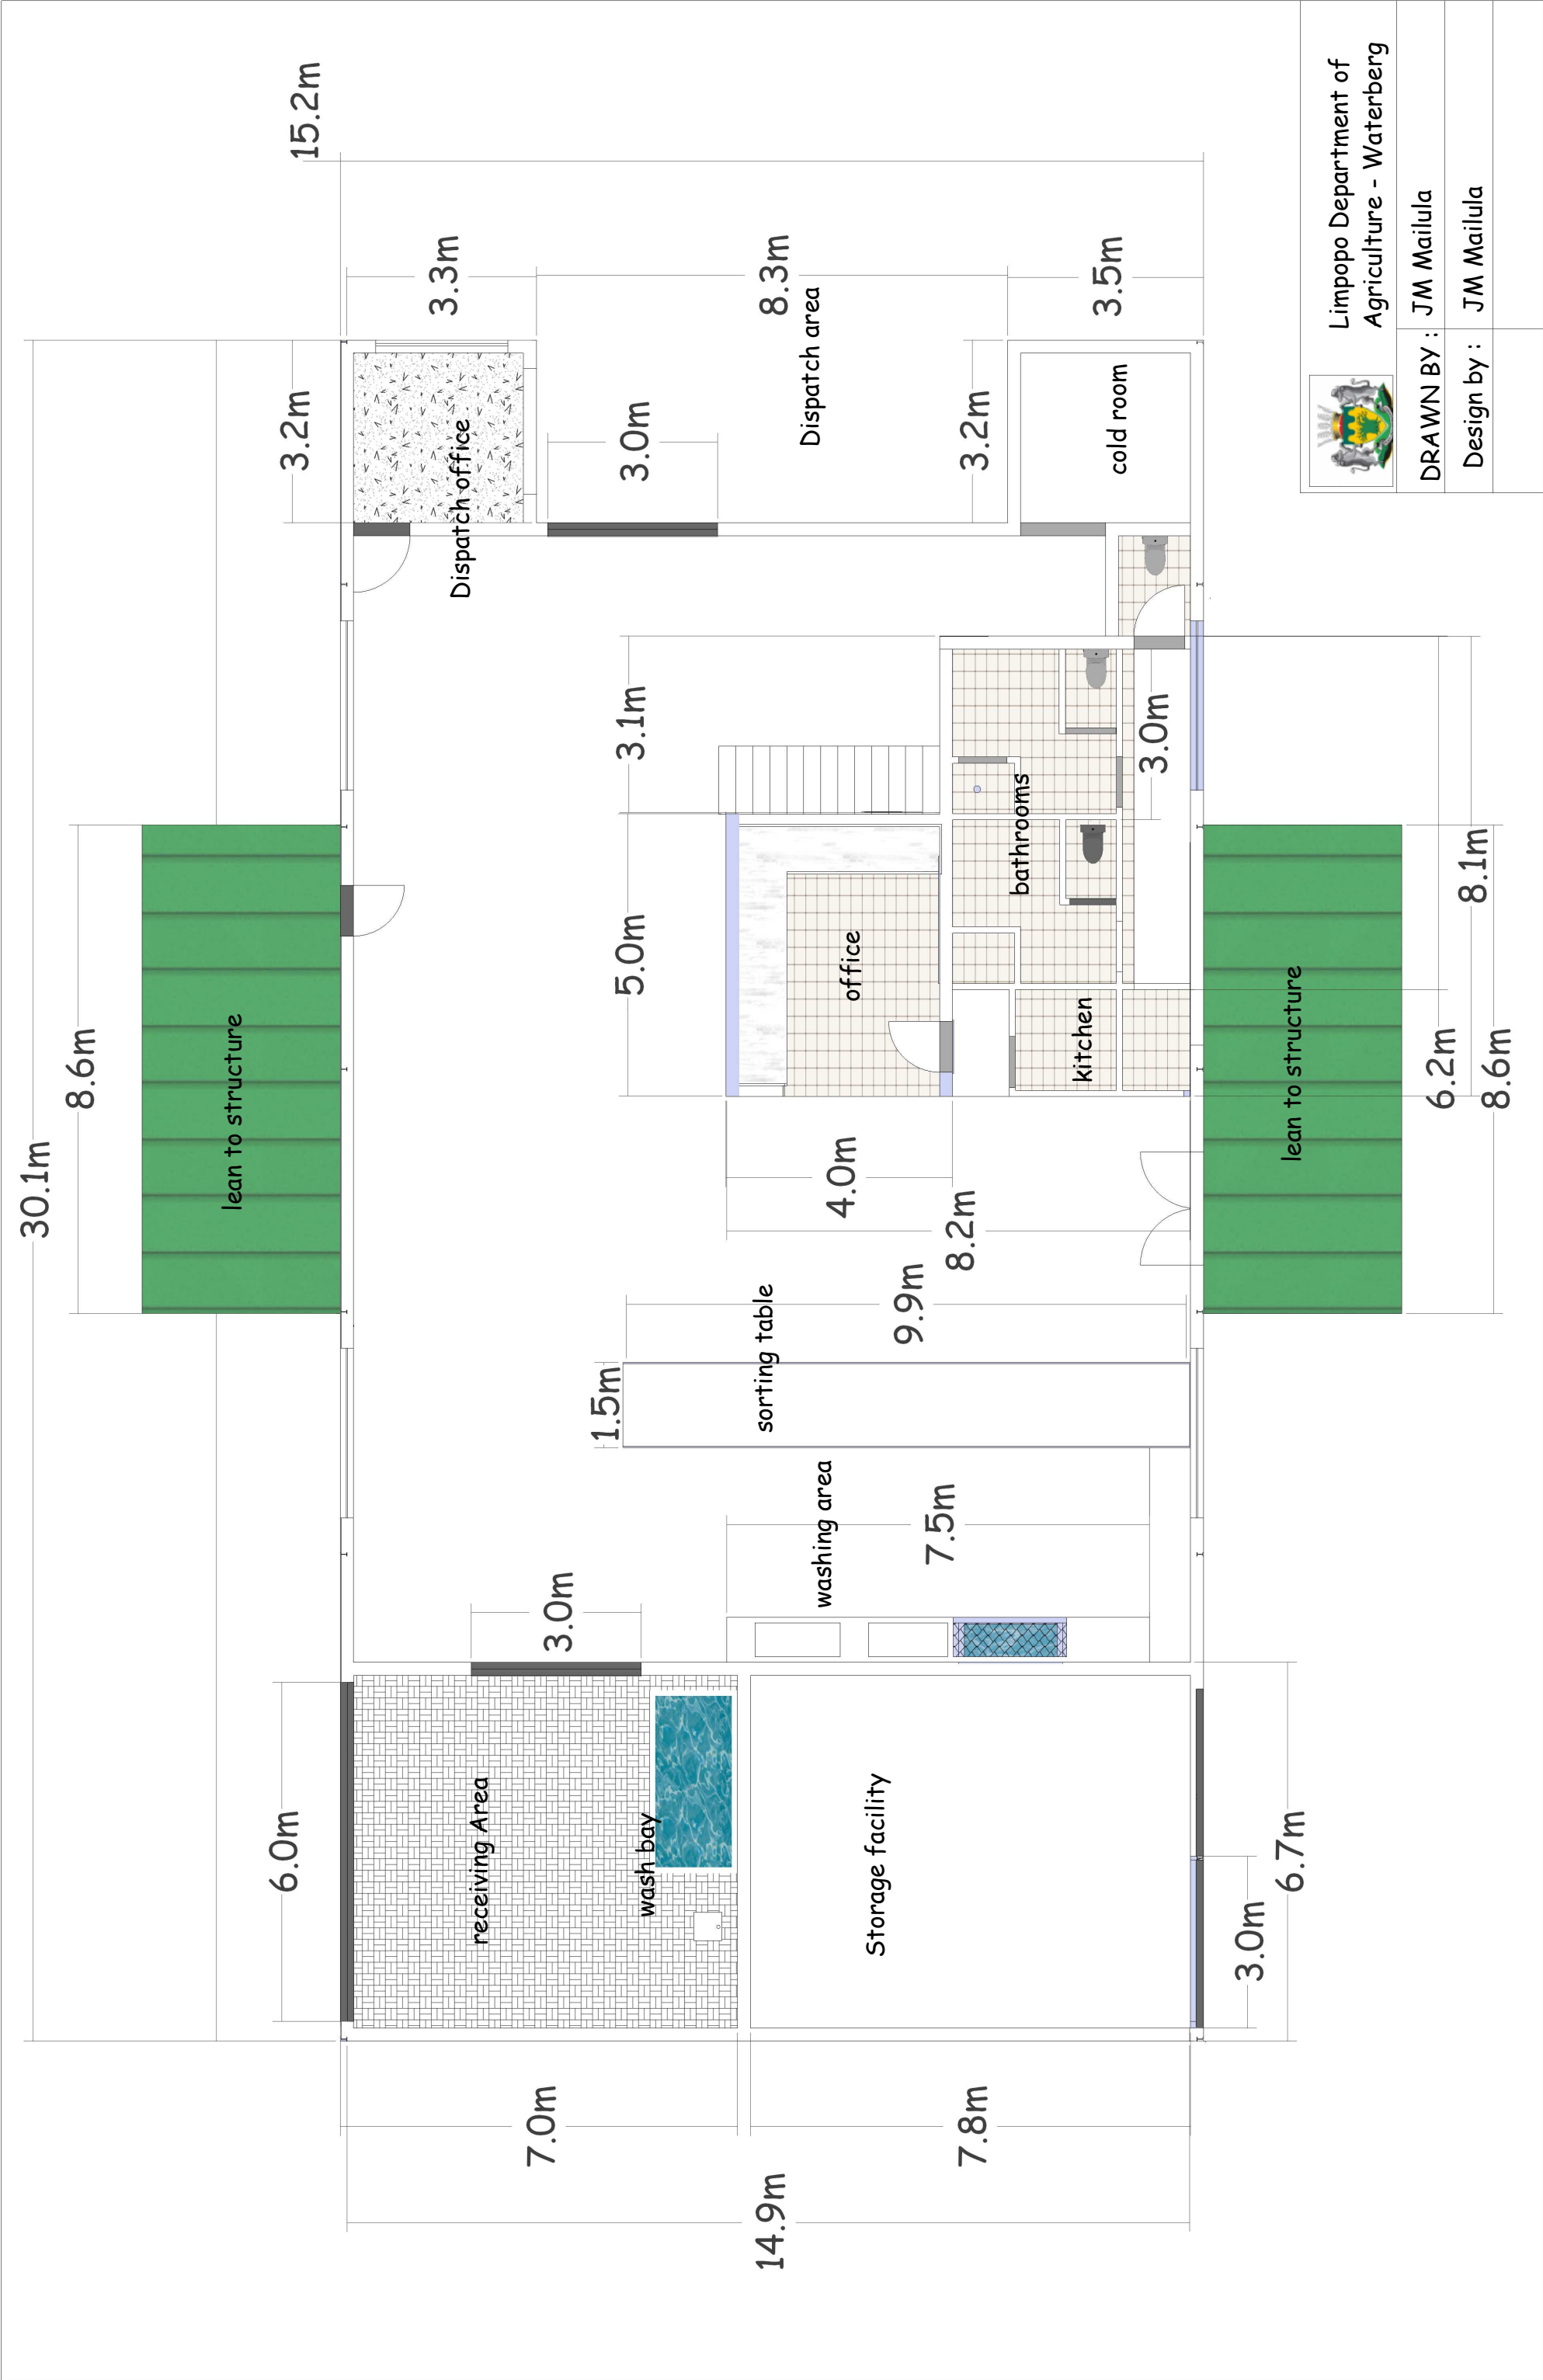 30.1m
8.6m
lean to structure
15.2m
3.2m
3.3m
Dispatch office
3.0m
8.3m
Dispatch area
3.2m
3.5m
cold room
3.1m
5.0m
office
bathrooms
3.0m
kitchen
4.0m
8.2m
9.9m
sorting table
1.5m
washing area
7.5m
3.0m
6.0m
receiving Area
wash bay
Storage facility
3.0m
6.7m
7.0m
7.8m
14.9m
lean to structure
8.1m
6.2m
8.6m
Limpopo Department of
Agriculture - Waterberg
DRAWN BY : JM Mailula
Design by : JM Mailula